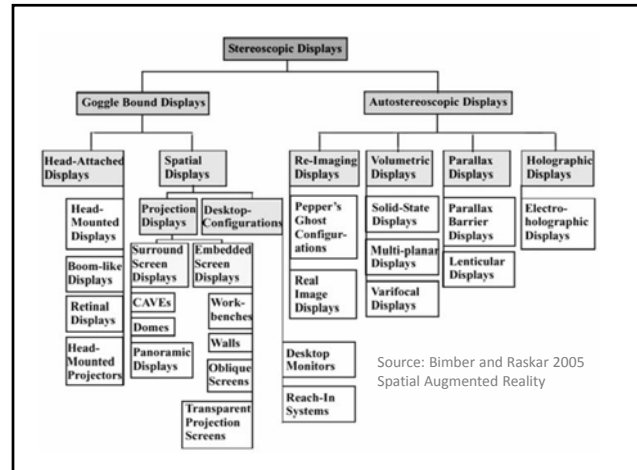 Stereoscopic Displays
Goggle Bound Displays
Autostereoscopic Displays
Head-Attached
Displays
Spatial
Displays
Re-Imaging
Displays
Volumetric
Displays
Parallax
Displays
Holographic
Displays
Head-
Mounted
Displays
Boom-like
Displays
Retinal
Displays
Head-
Mounted
Projectors
Projection
Displays
Desktop-
Configurations
Surround
Screen
Displays
Embedded
Screen
Displays
CAVEs
Domes
Panoramic
Displays
Work-
benches
Walls
Oblique
Screens
Transparent
Projection
Screens
Desktop
Monitors
Reach-In
Systems
Pepper's
Ghost
Configur-
ations
Real
Image
Displays
Solid-State
Displays
Multi-planar
Displays
Varifocal
Displays
Parallax
Barrier
Displays
Lenticular
Displays
Electro-
holographic
Displays
Source: Bimber and Raskar 2005
Spatial Augmented Reality